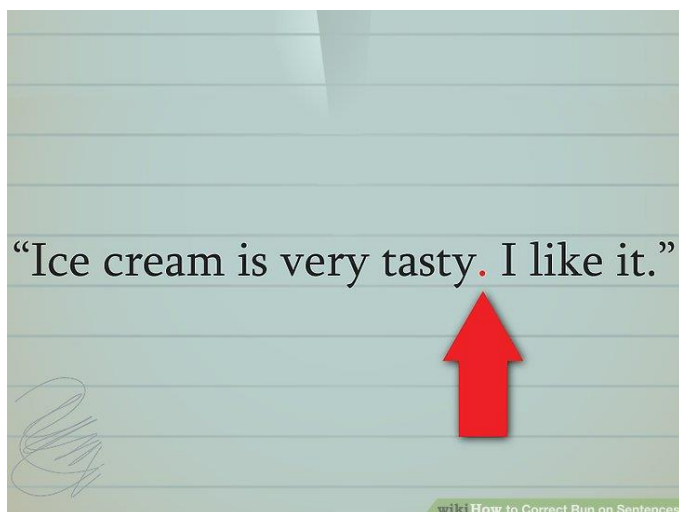 “Ice cream is very tasty. I like it.”
wikiHow to Correct Run on Sentences